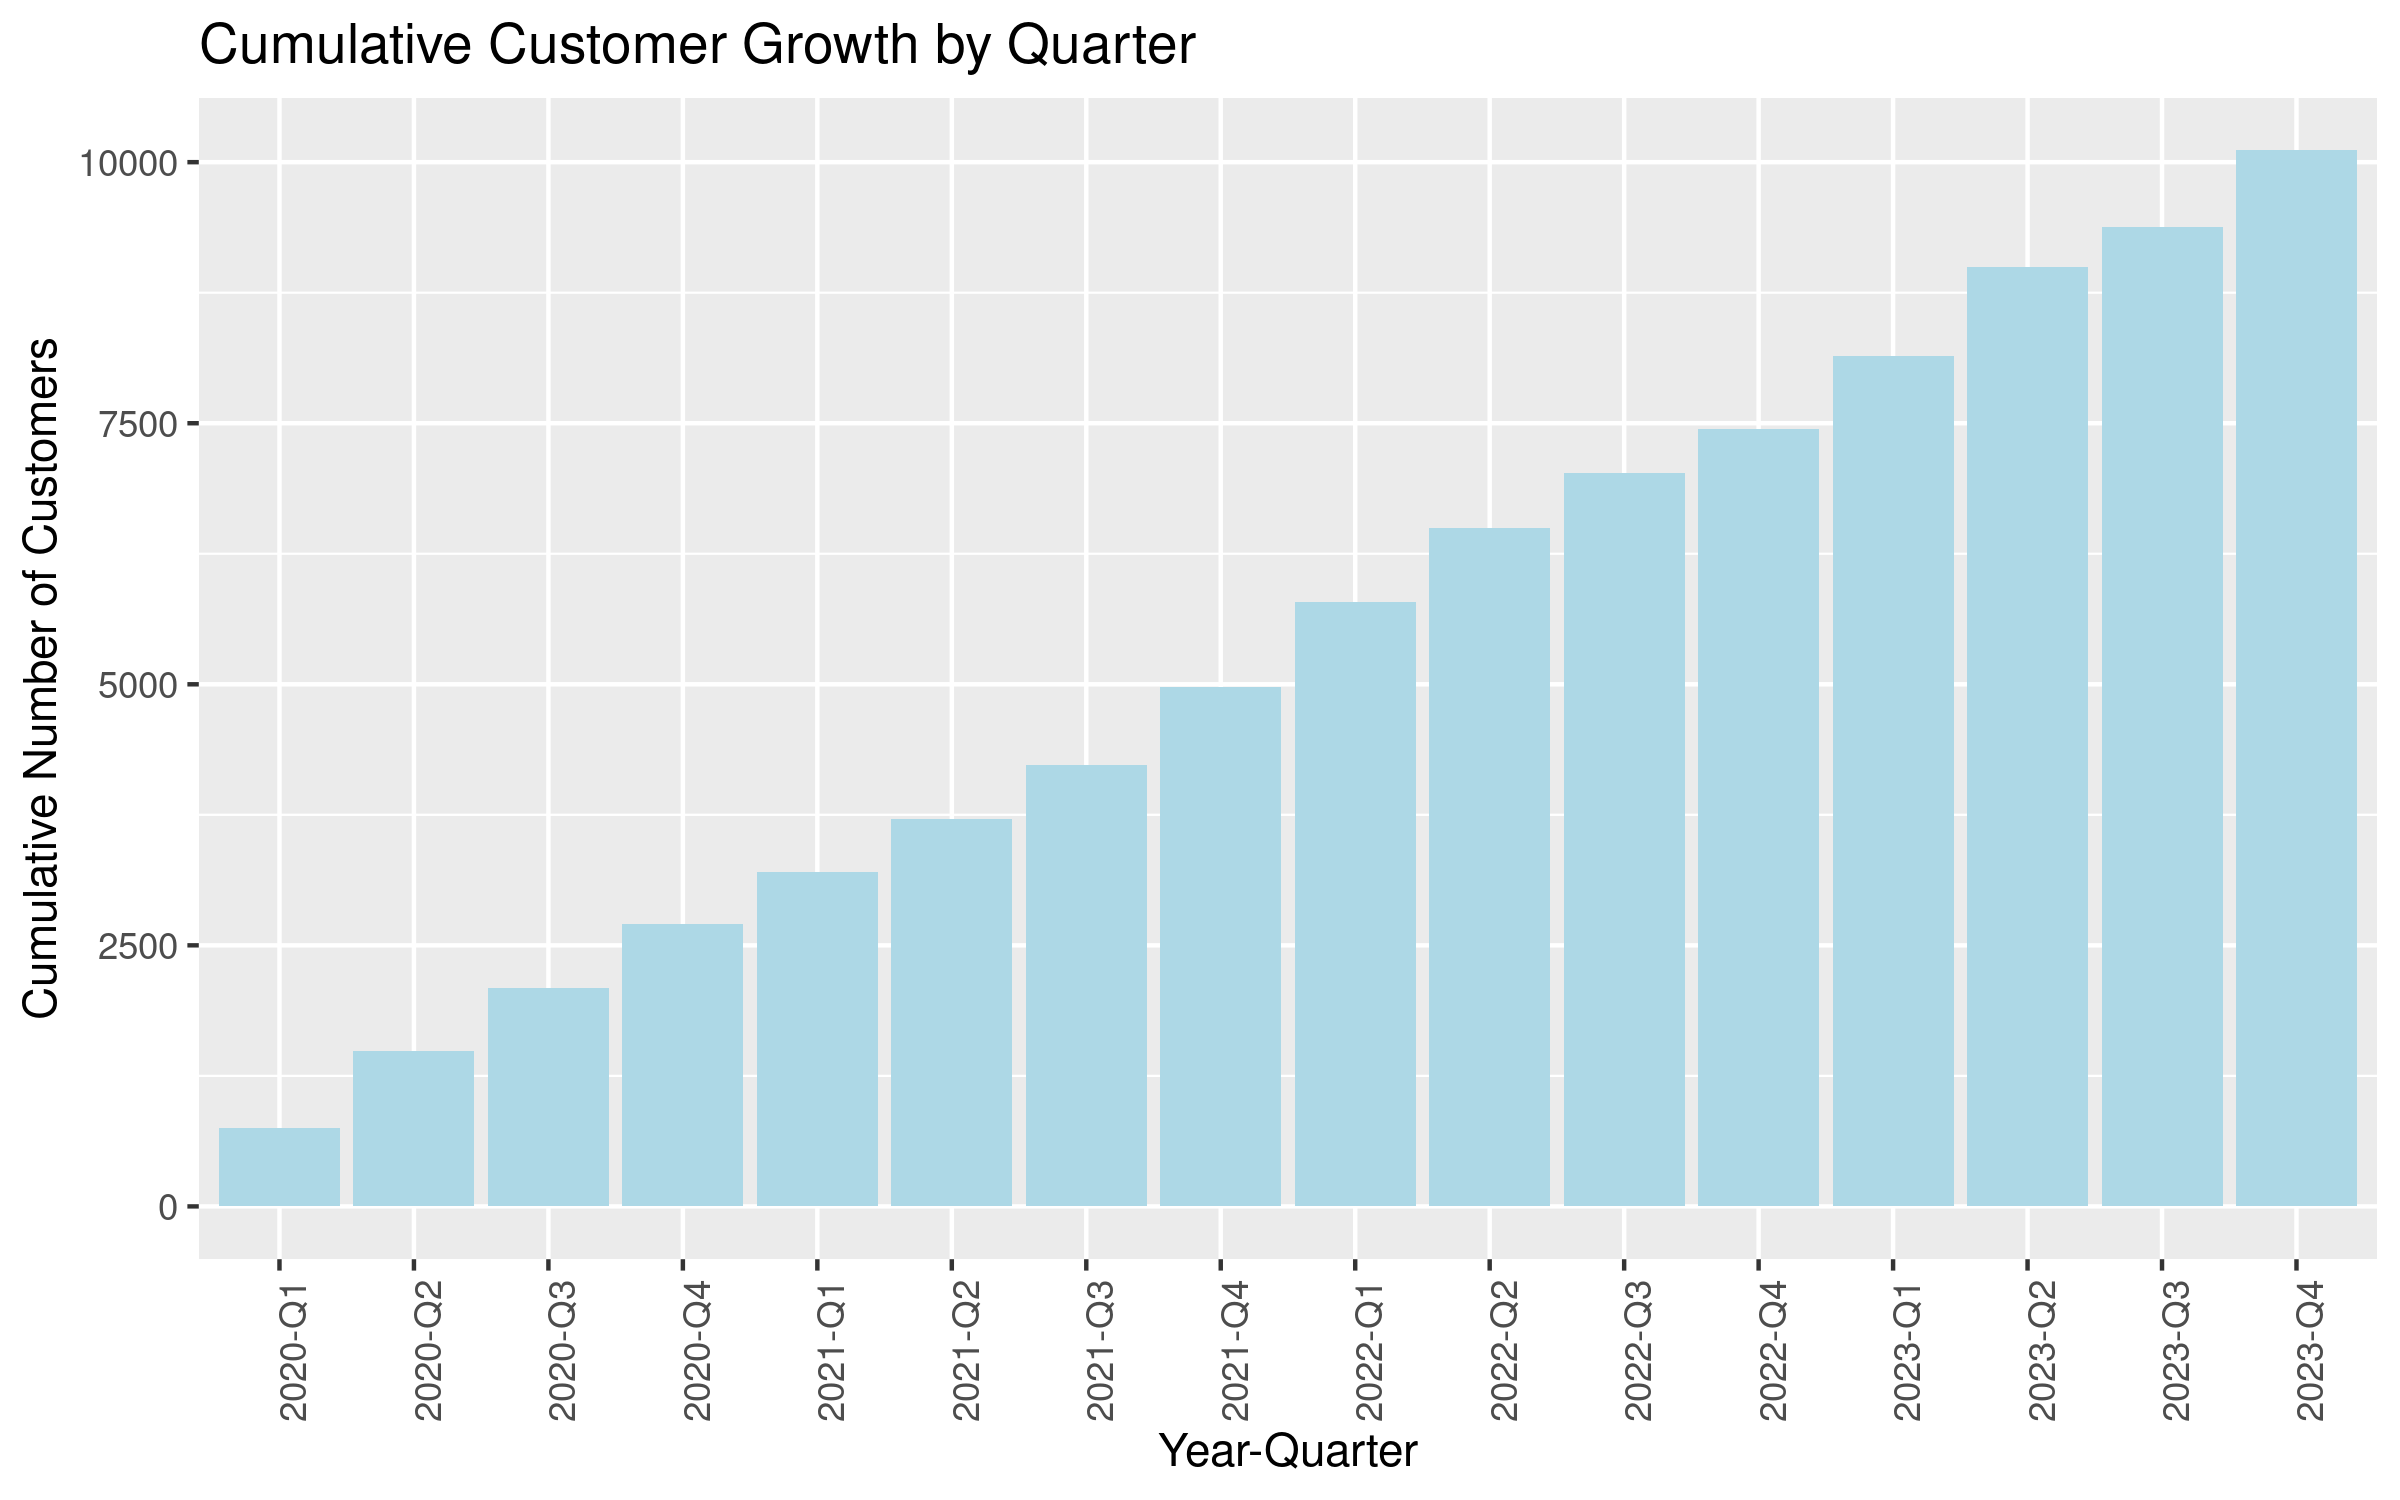 Cumulative Customer Growth by Quarter
Cumulative Number of Customers
10000
7500
5000
2500
0
2020-Q1
2020-Q2
2020-Q3
2020-Q4
2021-Q1
2021-Q2
2021-Q3
2021-Q4
2022-Q1
2022-Q2
2022-Q3
2022-Q4
2023-Q1
2023-Q2
2023-Q3
2023-Q4
Year-Quarter